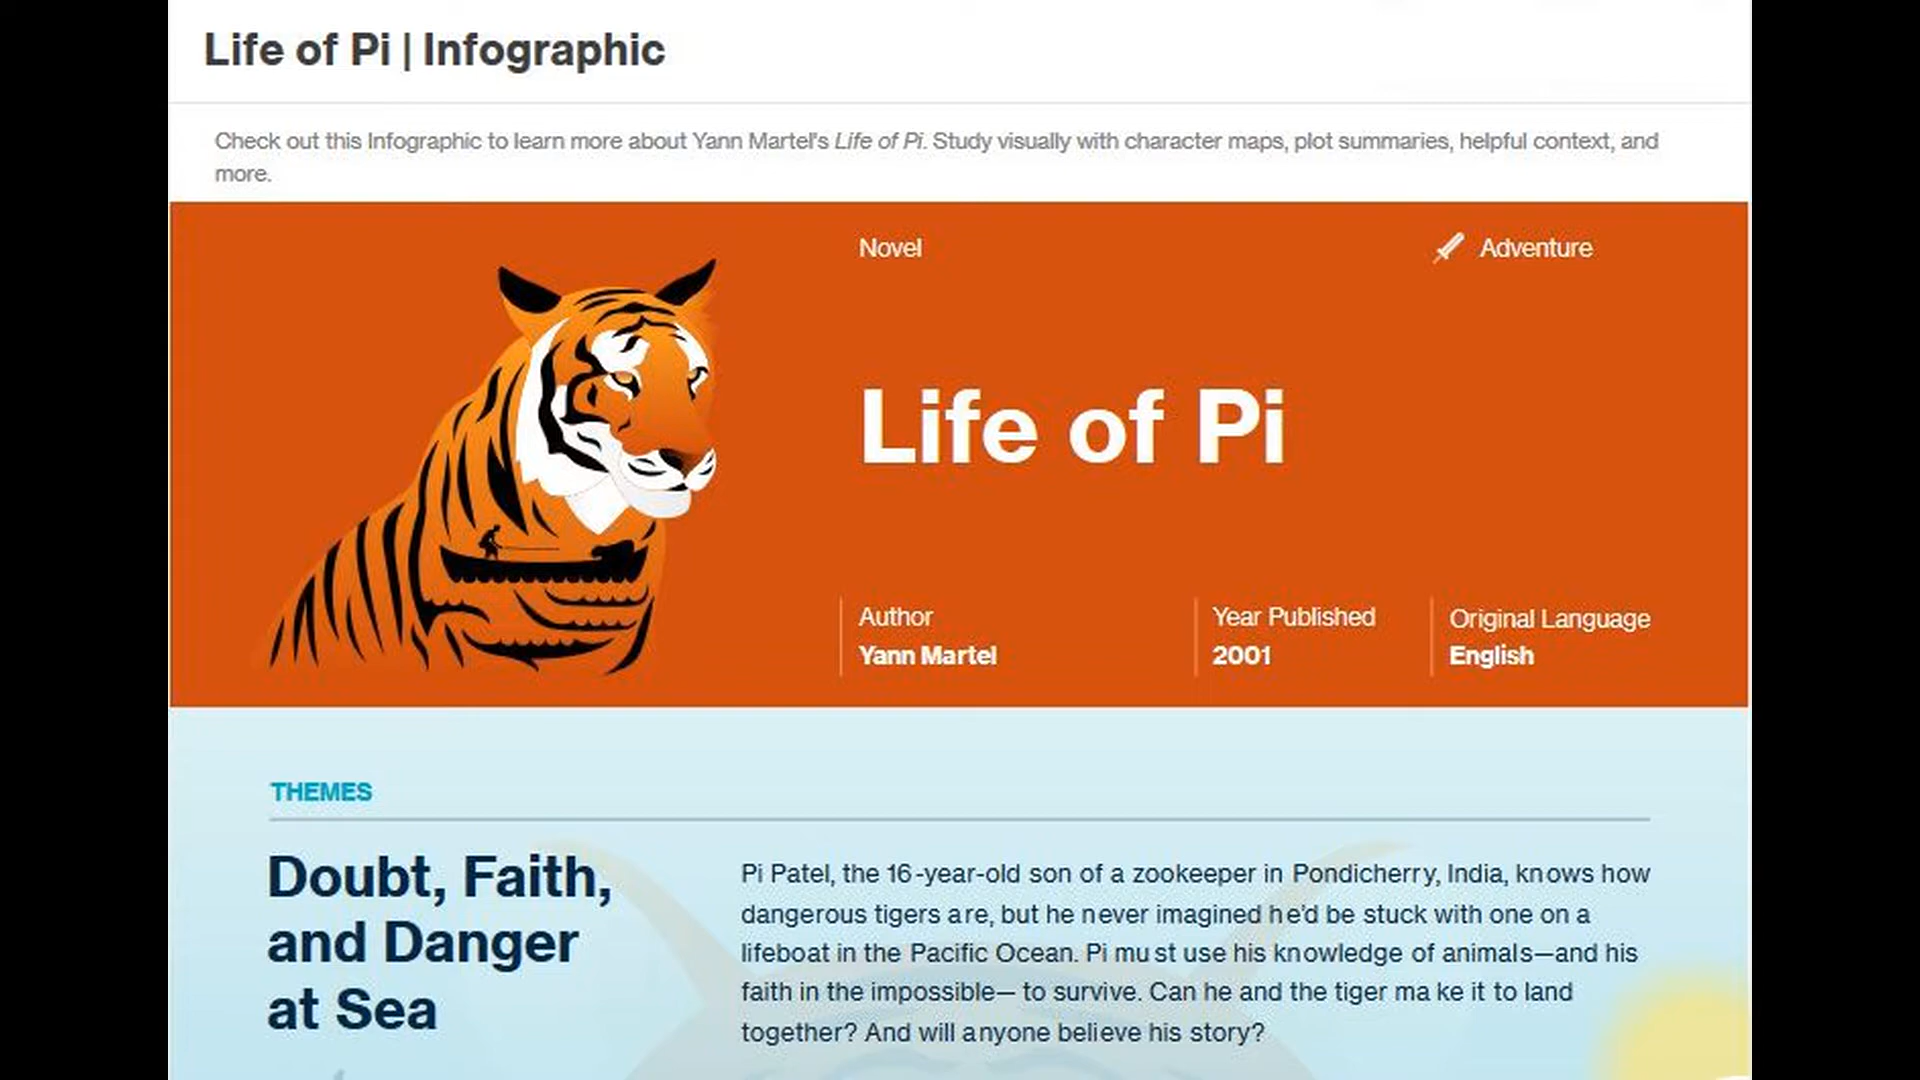 Life of Pi | Infographic
Check out this Infographic to learn more about Yann Martel's Life of Pi. Study visually with character maps, plot summaries, helpful context, and
more.
Novel
Adventure
Life of Pi
Author
Yann Martel
Year Published
2001
Original Language
English
THEMES
Doubt, Faith,
and Danger
at Sea
Pi Patel, the 16-year-old son of a zookeeper in Pondicherry, India, knows how
dangerous tigers are, but he never imagined he'd be stuck with one on a
lifeboat in the Pacific Ocean. Pi must use his knowledge of animals—and his
faith in the impossible— to survive. Can he and the tiger make it to land
together? And will anyone believe his story?